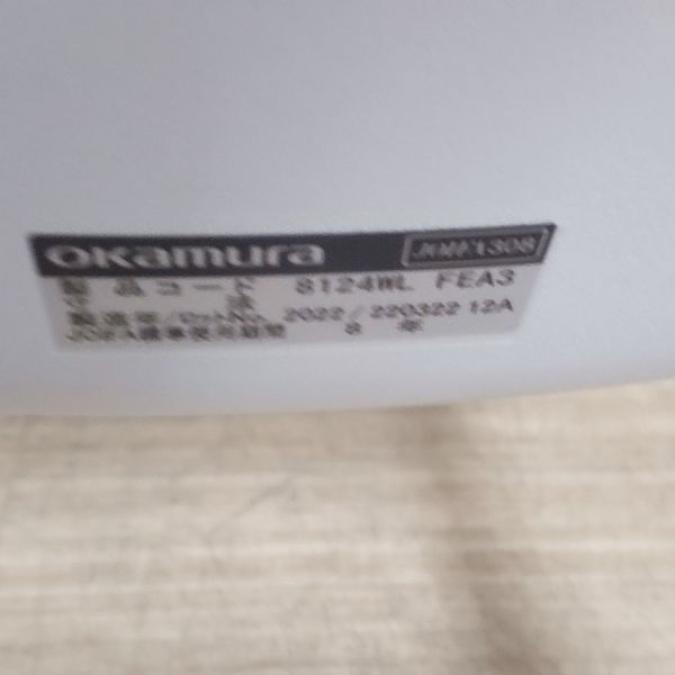 okamura JOIFA308
製品コード 8124WL FEA3
製造年/Lot No. 2022/220322 12A
JOIFA標準使用期間 8 年